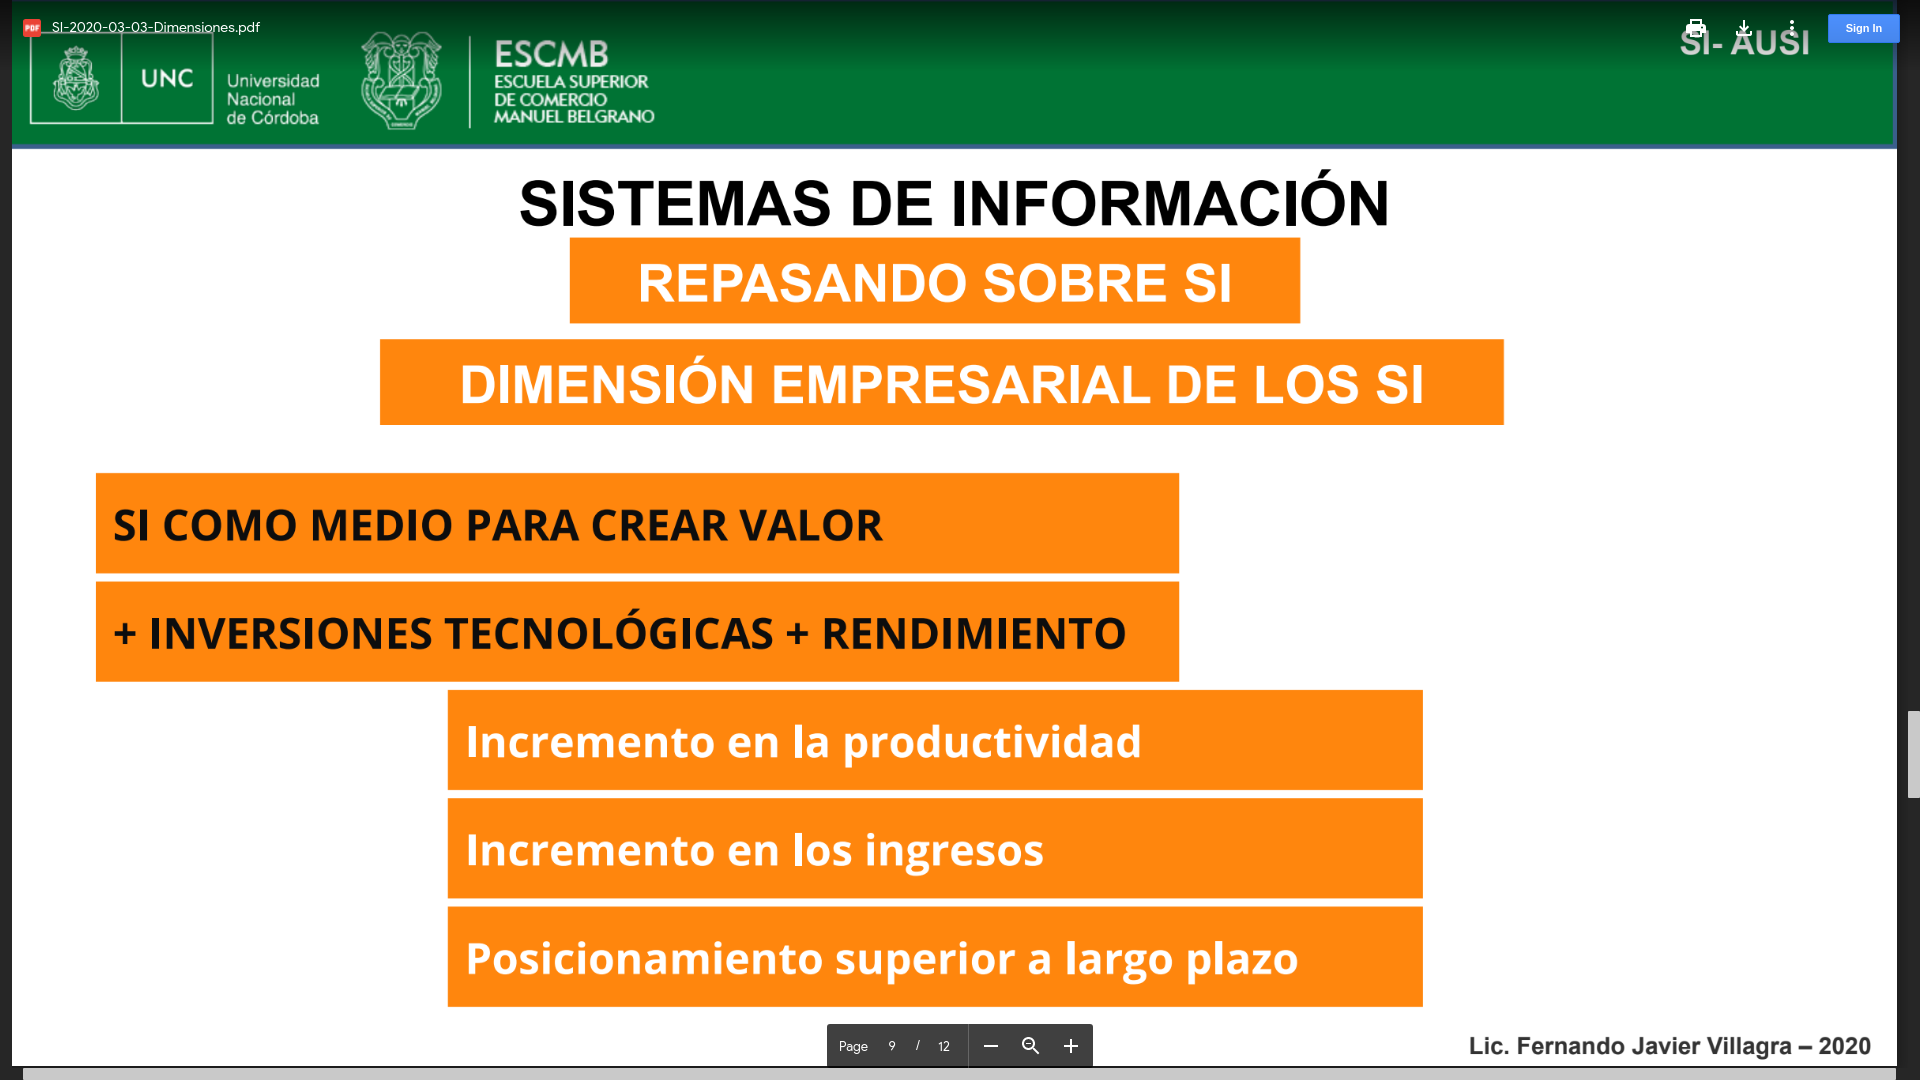 PDF SI-2020-03-03-Dimensiones.pdf
Sign In
SI- AUSI
UNC
Universidad
Nacional
de Córdoba
ESCMB
ESCUELA SUPERIOR
DE COMERCIO
MANUEL BELGRANO
SISTEMAS DE INFORMACIÓN
REPASANDO SOBRE SI
DIMENSIÓN EMPRESARIAL DE LOS SI
SI COMO MEDIO PARA CREAR VALOR
+ INVERSIONES TECNOLÓGICAS + RENDIMIENTO
Incremento en la productividad
Incremento en los ingresos
Posicionamiento superior a largo plazo
Page 9 / 12
Lic. Fernando Javier Villagra – 2020